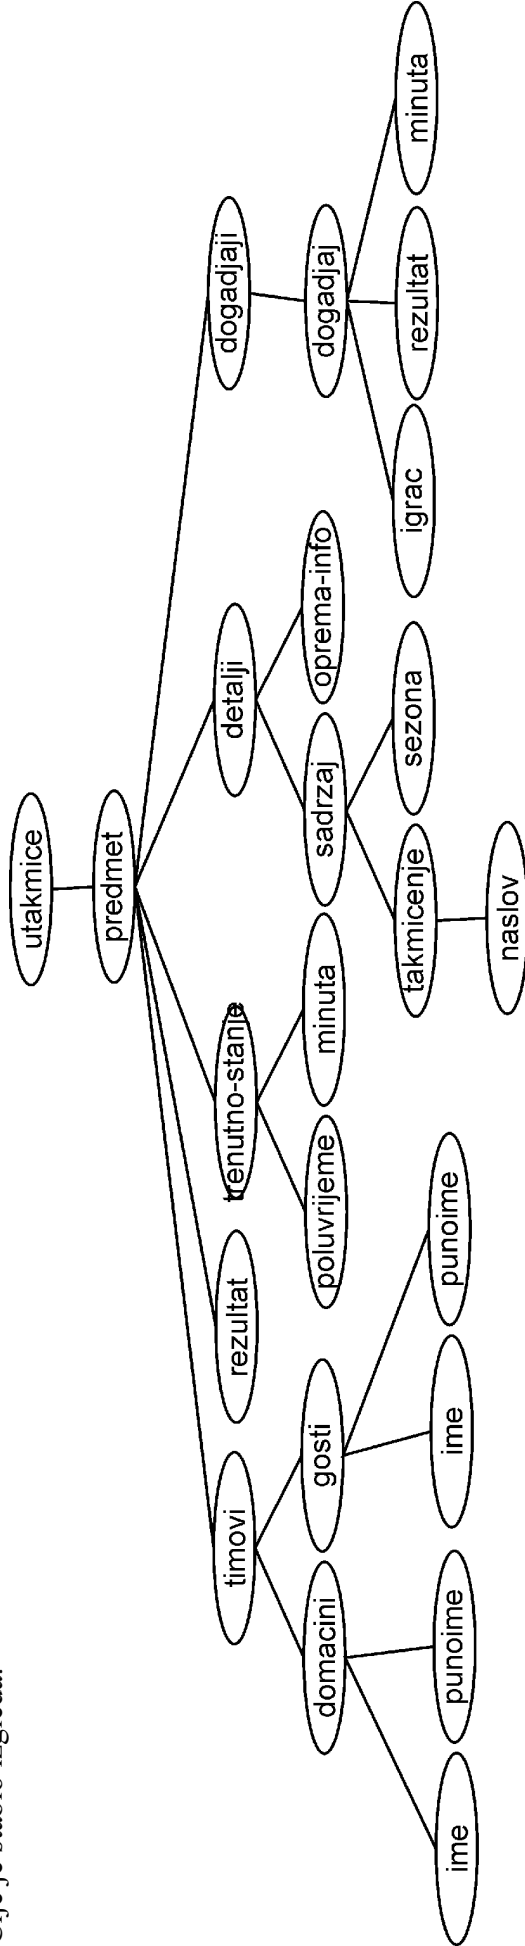 utakmice
predmet
timovi
rezultat
trenutno-stanje
detalji
dogadjaji
domacini
gosti
poluvrijeme
minuta
sadrzaj
oprema-info
dogadjaj
ime
punoime
ime
punoime
takmicenje
sezona
igrac
rezultat
minuta
naslov